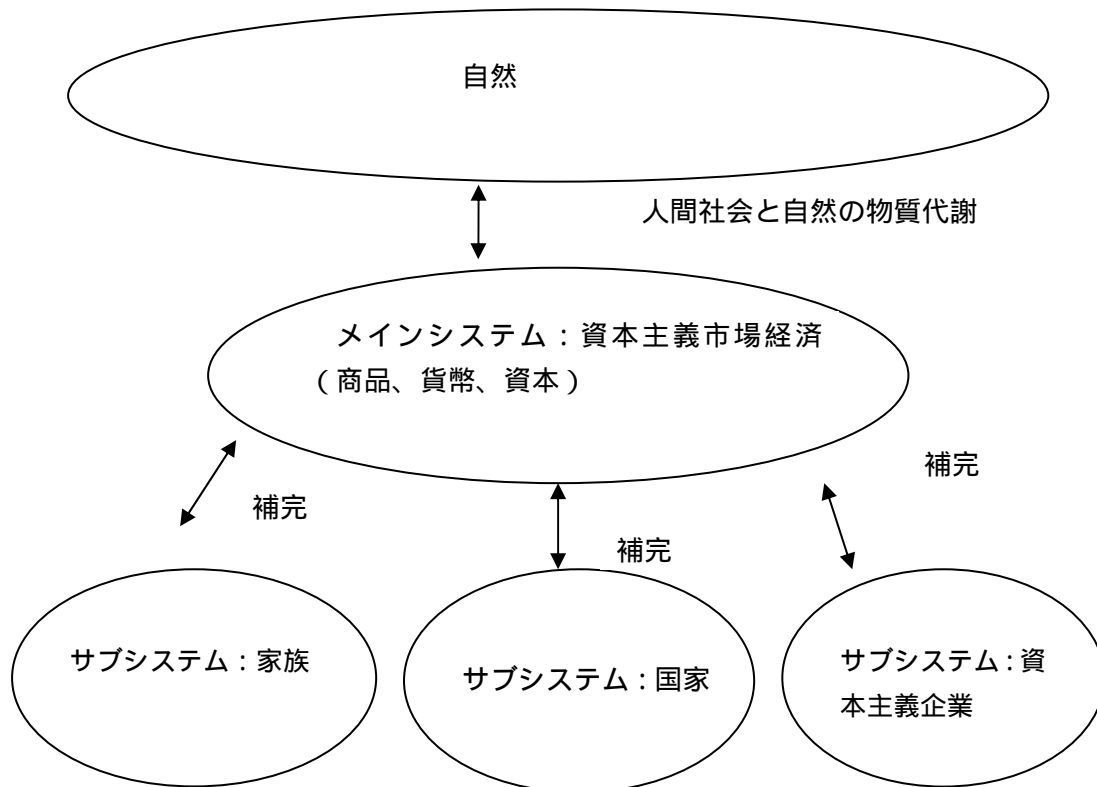 自然
人間社会と自然の物質代謝
メインシステム：資本主義市場経済
（商品、貨幣、資本）
補完
補完
補完
サブシステム：家族
サブシステム：国家
サブシステム：資
本主義企業